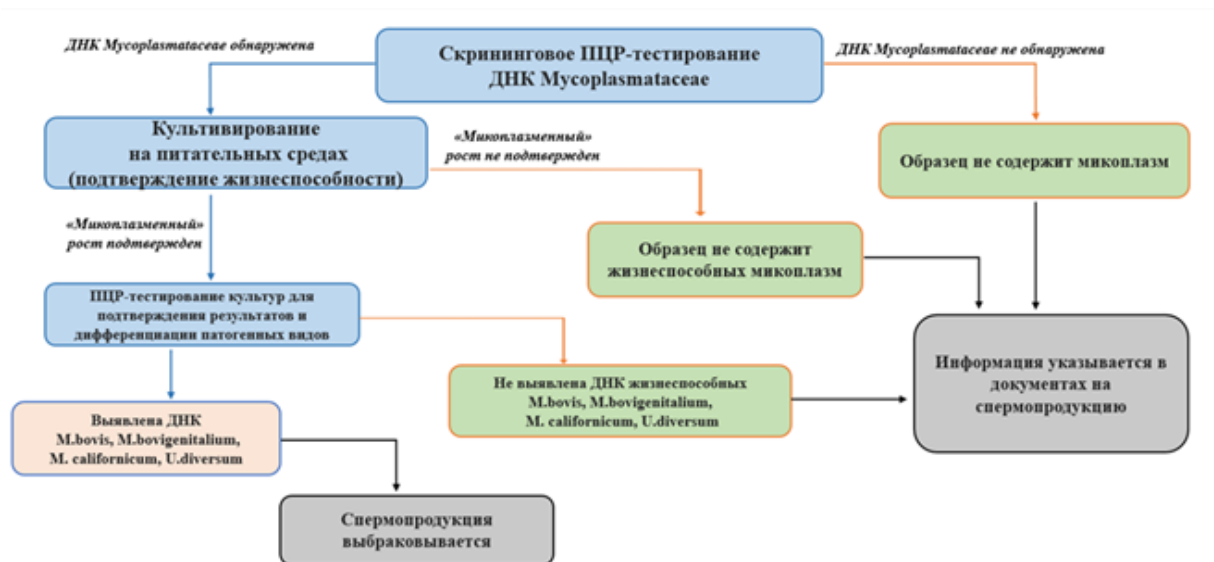 ДНК Mycoplasmataceae обнаружена
Скрининговое ПЦР-тестирование
ДНК Mycoplasmataceae
ДНК Mycoplasmataceae не обнаружена
Культивирование
на питательных средах
(подтверждение жизнеспособности)
«Микоплазменный»
рост не подтвержден
Образец не содержит микоплазм
«Микоплазменный»
рост подтвержден
Образец не содержит
жизнеспособных микоплазм
ПЦР-тестирование культур для
подтверждения результатов и
дифференциации патогенных видов
Информация указывается в
документах на
спермопродукцию
Не выявлена ДНК жизнеспособных
M.bovis, M.bovigenitalium,
M. californicum, U.diversum
Выявлена ДНК
M.bovis, M.bovigenitalium,
M. californicum, U.diversum
Спермопродукция
выбраковывается